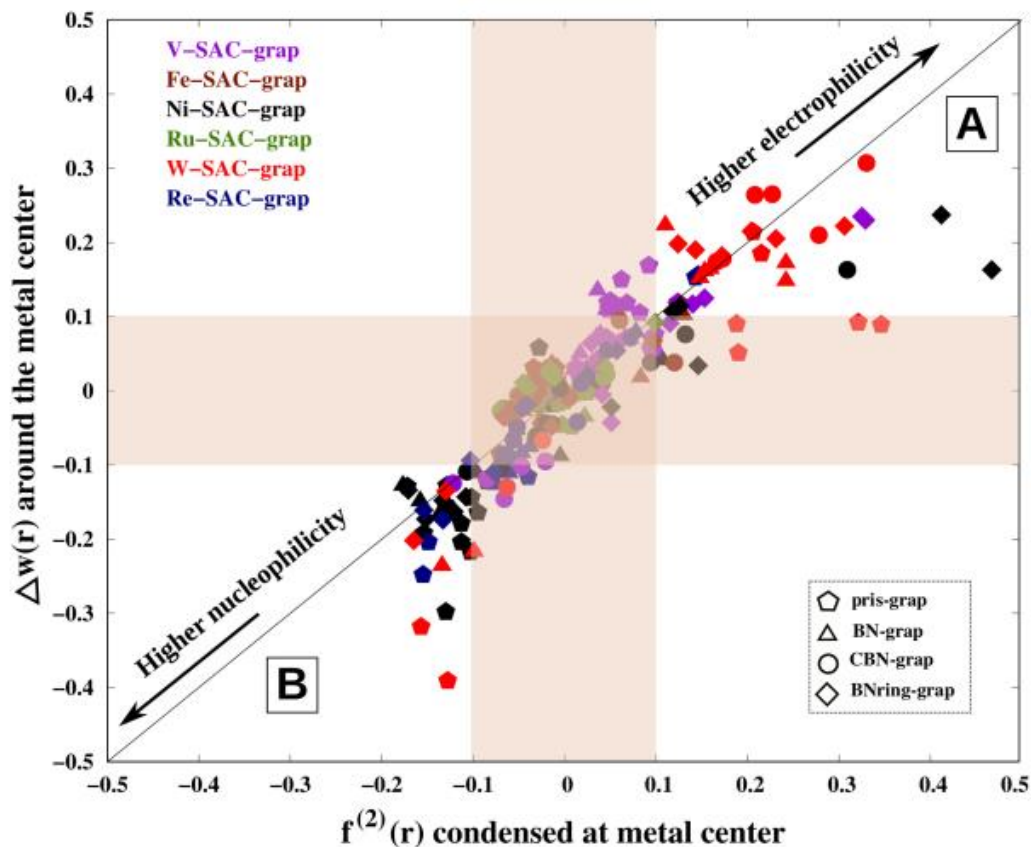 0.5
0.4
0.3
0.2
0.1
0
−0.1
−0.2
−0.3
−0.4
−0.5
△w(r) around the metal center
V−SAC−grap
Fe−SAC−grap
Ni−SAC−grap
Ru−SAC−grap
W−SAC−grap
Re−SAC−grap
Higher electrophilicity
A
Higher nucleophilicity
B
pris-grap
BN-grap
CBN-grap
BNring-grap
−0.5 −0.4 −0.3 −0.2 −0.1 0 0.1 0.2 0.3 0.4 0.5
f(2)(r) condensed at metal center